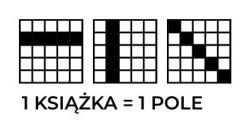 1 KSIĄŻKA = 1 POLE